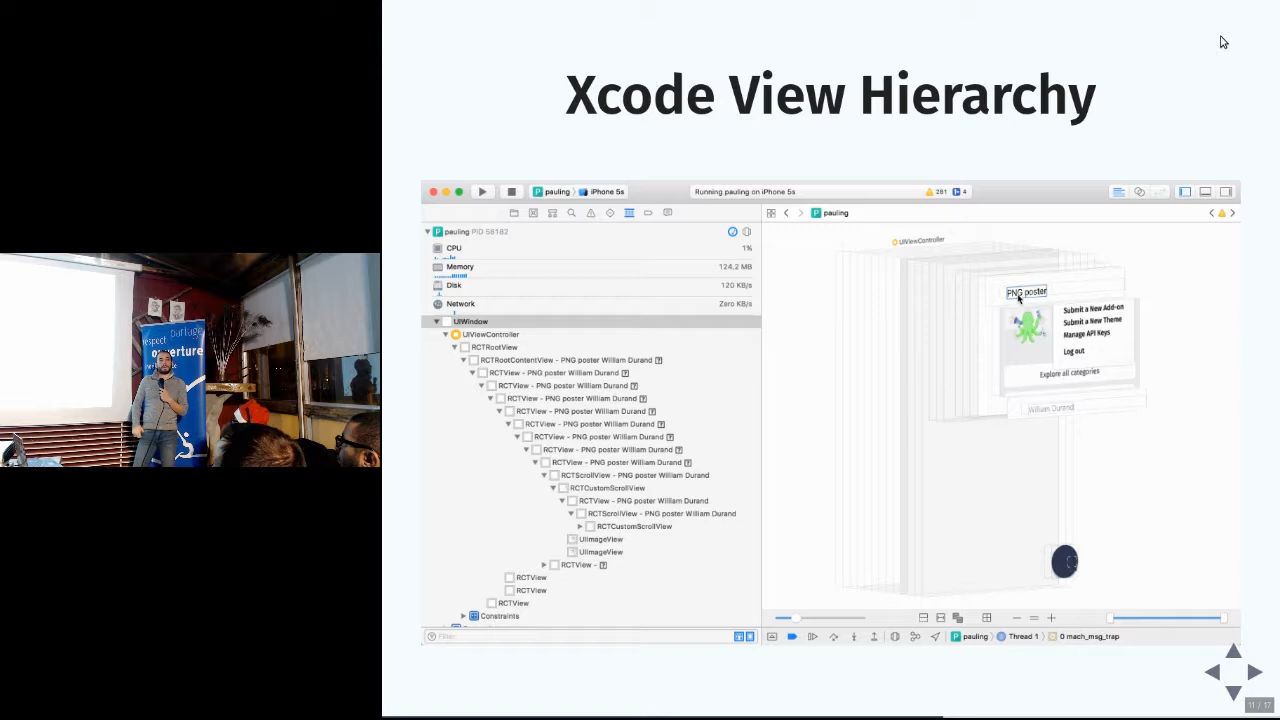 Xcode View Hierarchy
pauling
iPhone 5s
Running pauling on iPhone 5s
281
4
pauling PID 58182
pauling
CPU
1%
Memory
124,2 MB
Disk
120 KB/s
Network
Zero KB/s
UIWindow
UIViewController
RCTRootView
RCTRootContentView - PNG poster William Durand
RCTView - PNG poster William Durand
RCTView - PNG poster William Durand
RCTView - PNG poster William Durand
RCTView - PNG poster William Durand
RCTView - PNG poster William Durand
RCTView - PNG poster William Durand
RCTView - PNG poster William Durand
RCTView - PNG poster William Durand
RCTScrollView - PNG poster William Durand
RCTCustomScrollView
RCTView - PNG poster William Durand
RCTScrollView - PNG poster William Durand
RCTCustomScrollView
UIImageView
UIImageView
RCTView -
RCTView
RCTView
RCTView
Constraints
Filter
UIViewController
PNG poster
Submit a New Add-on
Submit a New Theme
Manage API Keys
Log out
Explore all categories
William Durand
pauling
Thread 1
0 mach_msg_trap
11 / 17